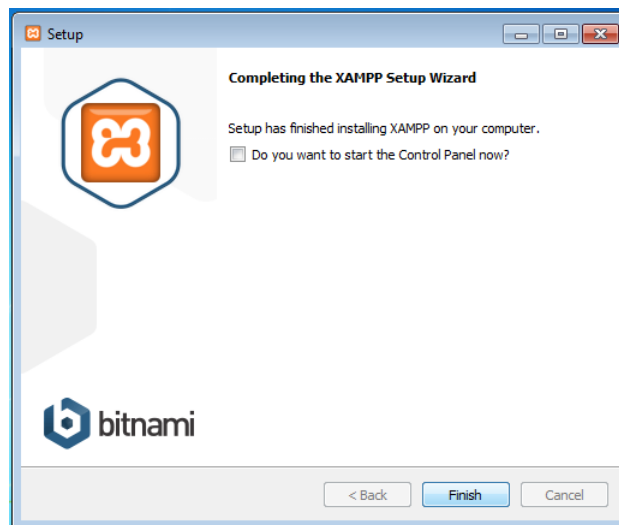 Setup
Completing the XAMPP Setup Wizard
Setup has finished installing XAMPP on your computer.
Do you want to start the Control Panel now?
bitnami
< Back
Finish
Cancel